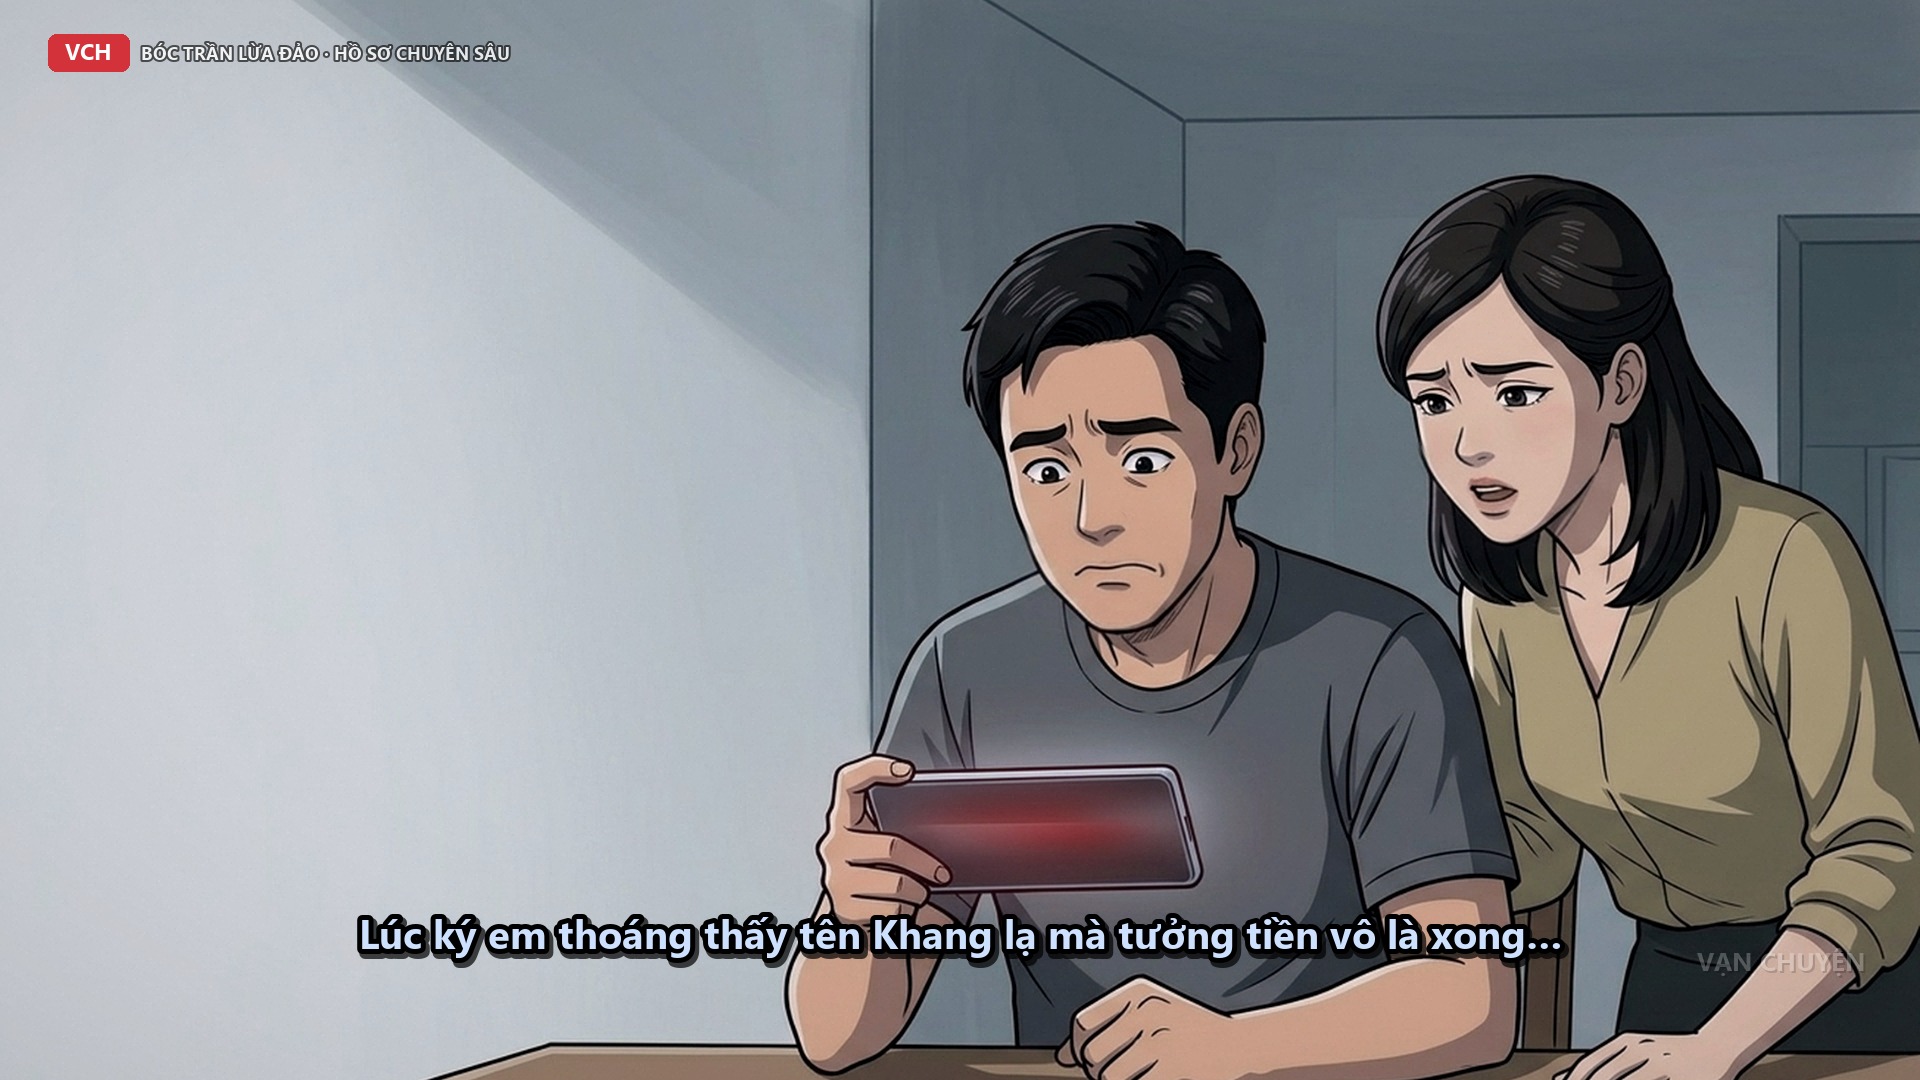 VCH BÓC TRẦN LỪA ĐẢO · HỒ SƠ CHUYÊN SÂU
Lúc ký em thoáng thấy tên Khang lạ mà tưởng tiền vô là xong...
VẠN CHUYỆN